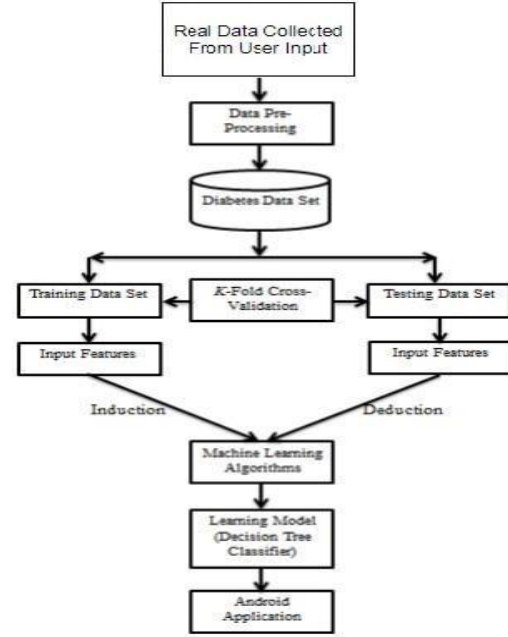 Real Data Collected
From User Input
Data Pre-
Processing
Diabetes Data Set
Training Data Set
K-Fold Cross-
Validation
Testing Data Set
Input Features
Input Features
Induction
Deduction
Machine Learning
Algorithms
Learning Model
(Decision Tree
Classifier)
Android
Application